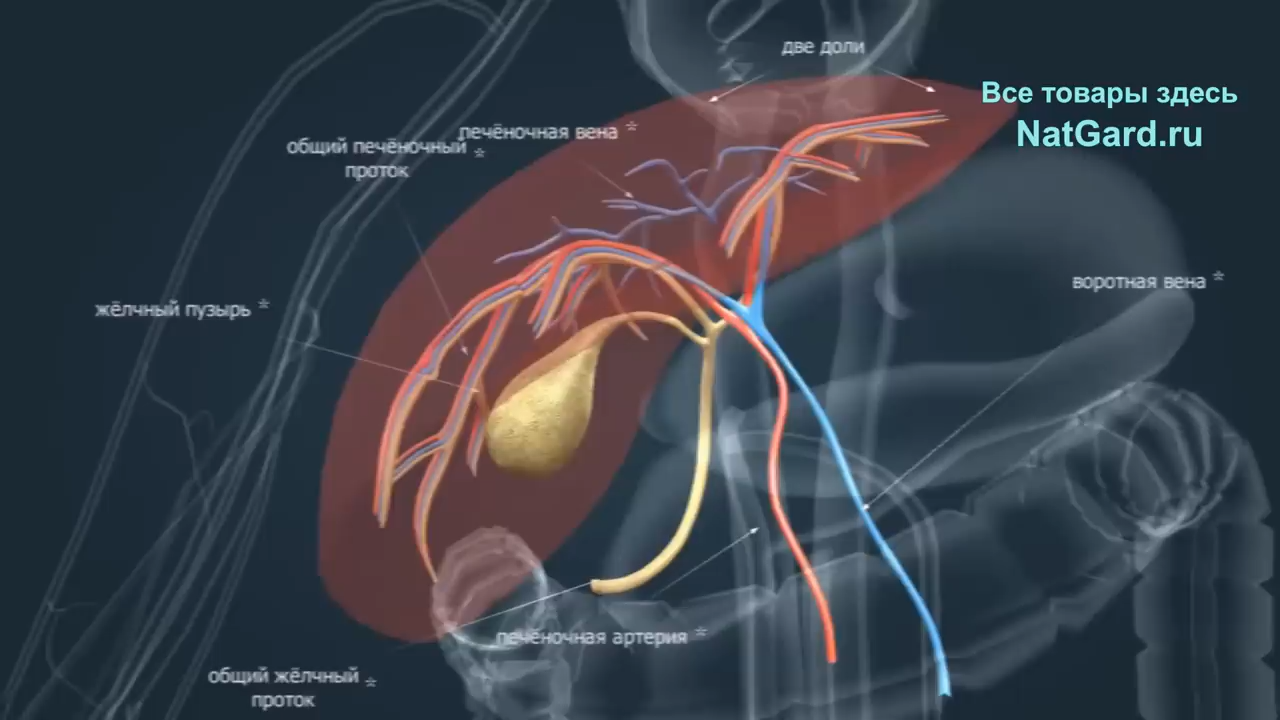 две доли
Все товары здесь
NatGard.ru
печёночная вена *
общий печёночный *
проток
воротная вена *
жёлчный пузырь *
печёночная артерия *
общий жёлчный *
проток